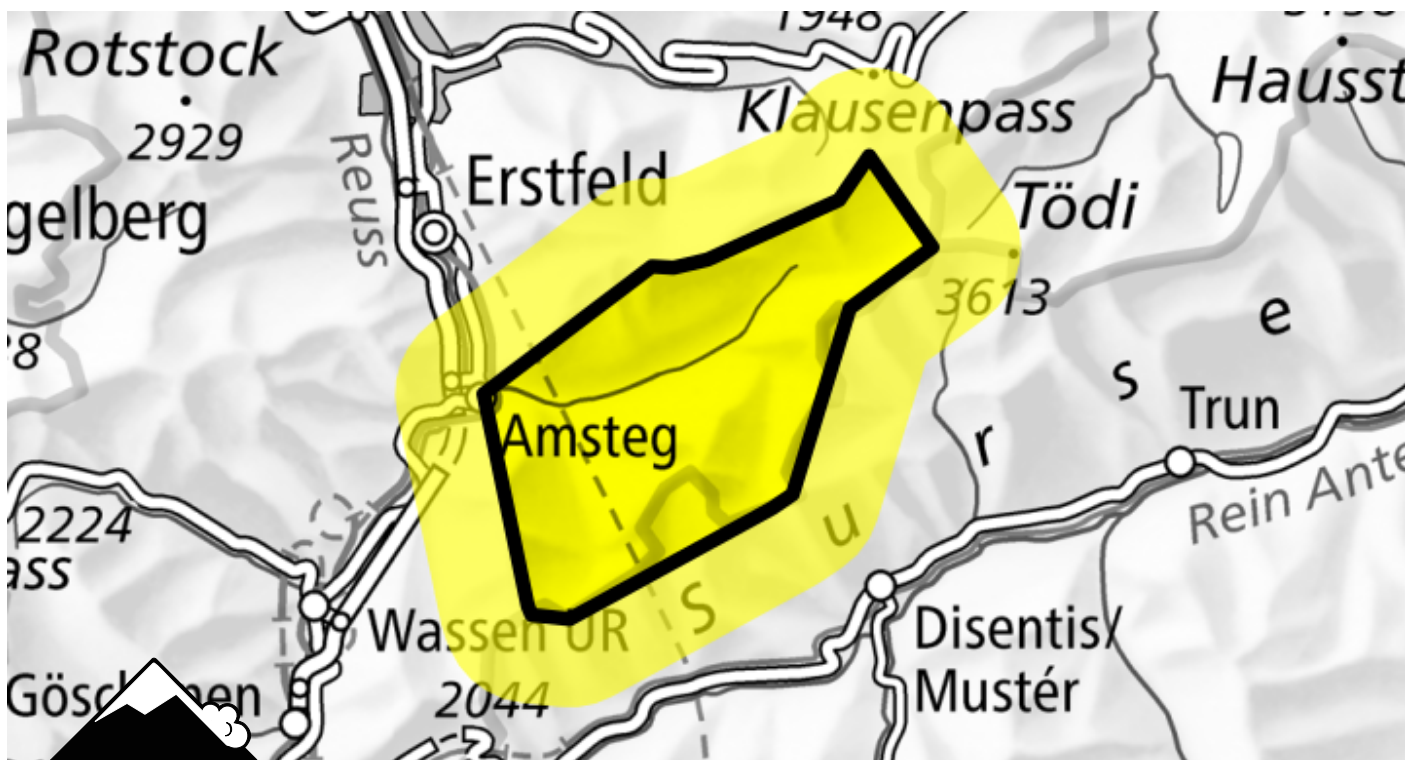 1948
Rotstock
2929
Klausenpass
Hausst
Reuss
Erstfeld
gelberg
Tödi
3613
e
s
Trun
r
Amsteg
Rein Ante
2224
ass
u
S
Wassen UR
Disentis/
Mustér
2044